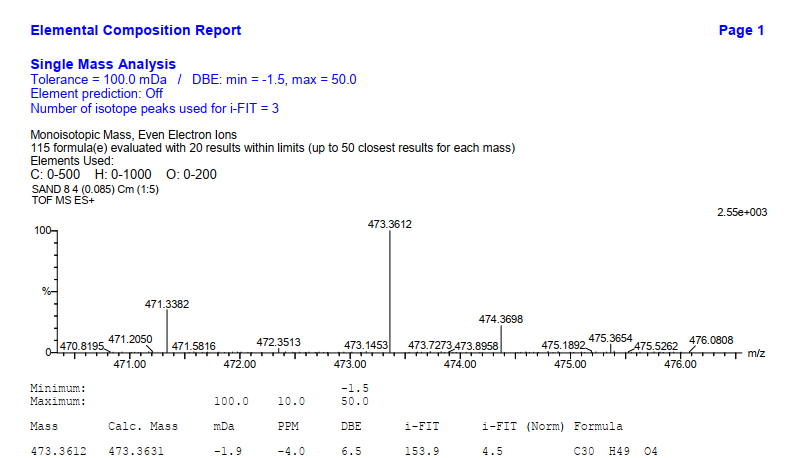 Elemental Composition Report Page 1
Single Mass Analysis
Tolerance = 100.0 mDa / DBE: min = -1.5, max = 50.0
Element prediction: Off
Number of isotope peaks used for i-FIT = 3
Monoisotopic Mass, Even Electron Ions
115 formula(e) evaluated with 20 results within limits (up to 50 closest results for each mass)
Elements Used:
C: 0-500 H: 0-1000 O: 0-200
SAND 8 4 (0.085) Cm (1:5)
TOF MS ES+
2.55e+003
473.3612
100
%
0
471.3382
474.3698
470.8195 471.2050 471.5816 472.3513 473.1453 473.7273 473.8958 475.1892 475.3654 475.5262 476.0808
m/z
471.00 472.00 473.00 474.00 475.00 476.00
Minimum: -1.5
Maximum: 100.0 10.0 50.0
Mass Calc. Mass mDa PPM DBE i-FIT i-FIT (Norm) Formula
473.3612 473.3631 -1.9 -4.0 6.5 153.9 4.5 C30 H49 O4